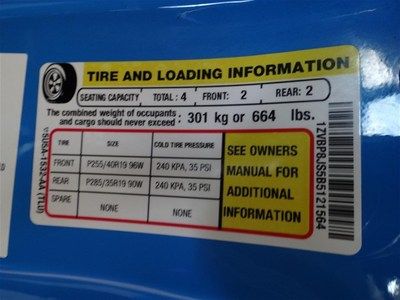 TIRE AND LOADING INFORMATION
SEATING CAPACITY TOTAL: 4 FRONT: 2 REAR: 2
The combined weight of occupants
and cargo should never exceed: 301 kg or 664 lbs.
TIRE SIZE COLD TIRE PRESSURE
FRONT P255/40R19 96W 240 KPA, 35 PSI
REAR P285/35R19 90W 240 KPA, 35 PSI
SPARE NONE NONE
SEE OWNERS
MANUAL FOR
ADDITIONAL
INFORMATION
1ZVBP8JS5B5121564